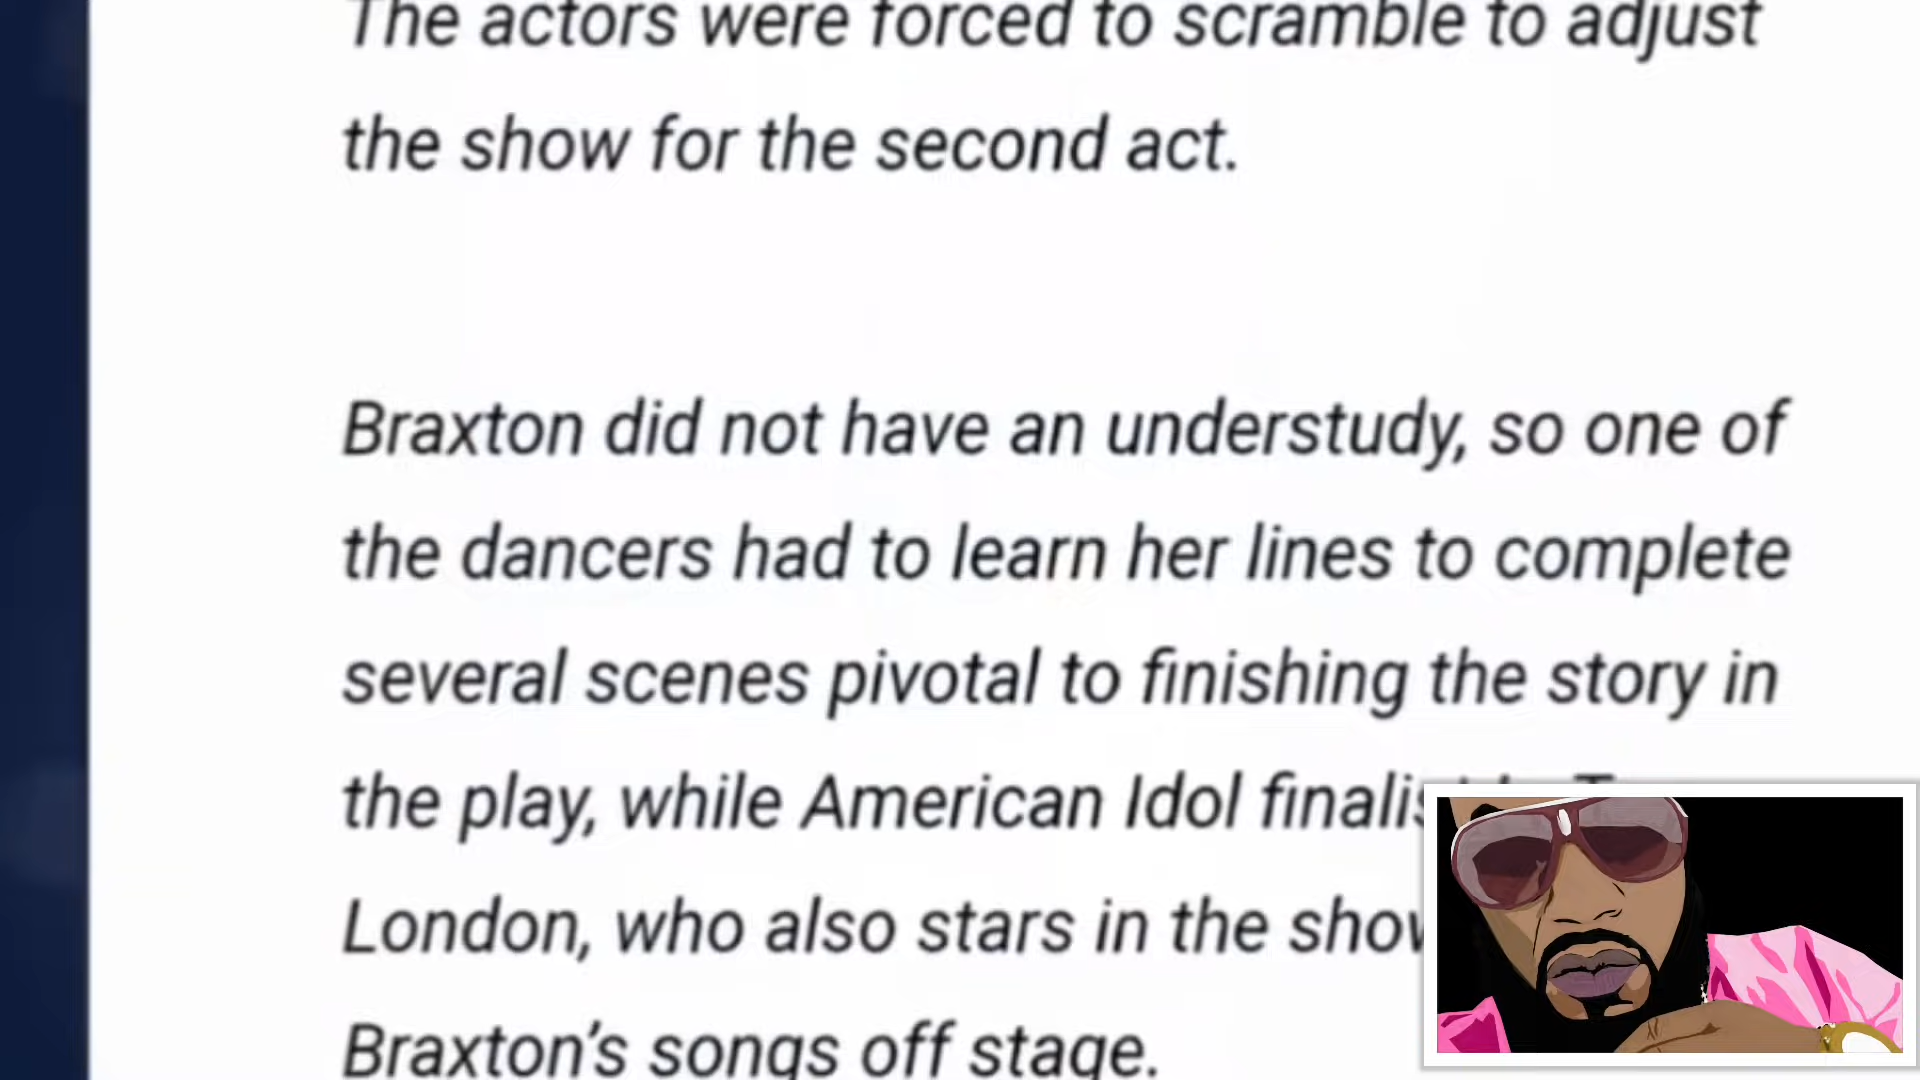 The actors were forced to scramble to adjust
the show for the second act.
Braxton did not have an understudy, so one of
the dancers had to learn her lines to complete
several scenes pivotal to finishing the story in
the play, while American Idol
London, who also stars in the
Braxton’s songs off stage.